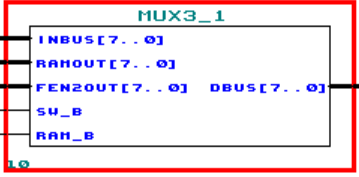 MUX3_1
INBUS[7..0]
RAMOUT[7..0]
FEN2OUT[7..0] DBUS[7..0]
SW_B
RAM_B
10